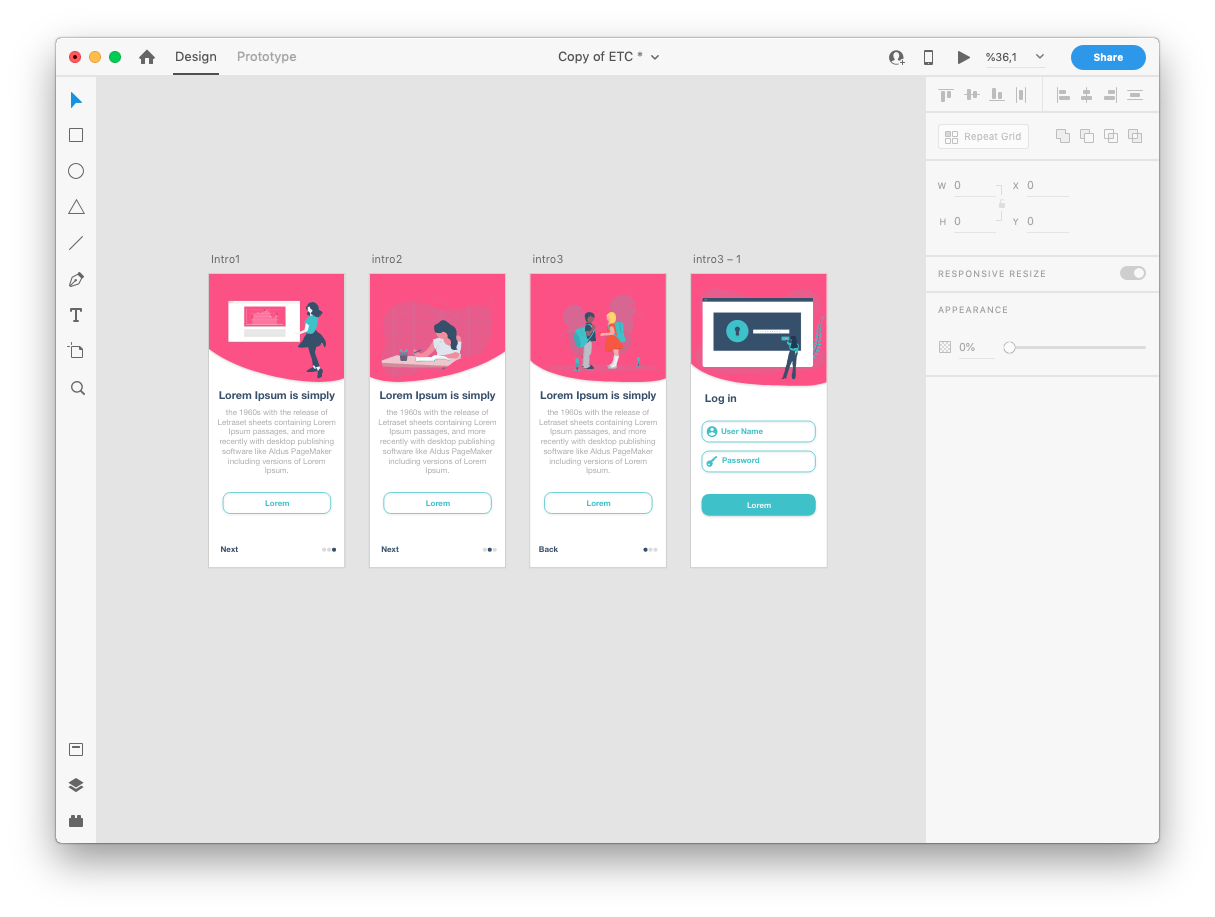 Design
Prototype
Copy of ETC *
%36,1
Share
Repeat Grid
W 0
X 0
H 0
Y 0
RESPONSIVE RESIZE
APPEARANCE
0%
Intro1
Lorem Ipsum is simply
the 1960s with the release of
Letraset sheets containing Lorem
Ipsum passages, and more
recently with desktop publishing
software like Aldus PageMaker
including versions of Lorem
Ipsum.
Lorem
Next
intro2
Lorem Ipsum is simply
the 1960s with the release of
Letraset sheets containing Lorem
Ipsum passages, and more
recently with desktop publishing
software like Aldus PageMaker
including versions of Lorem
Ipsum.
Lorem
Next
intro3
Lorem Ipsum is simply
the 1960s with the release of
Letraset sheets containing Lorem
Ipsum passages, and more
recently with desktop publishing
software like Aldus PageMaker
including versions of Lorem
Ipsum.
Lorem
Back
intro3 – 1
Log in
User Name
Password
Lorem